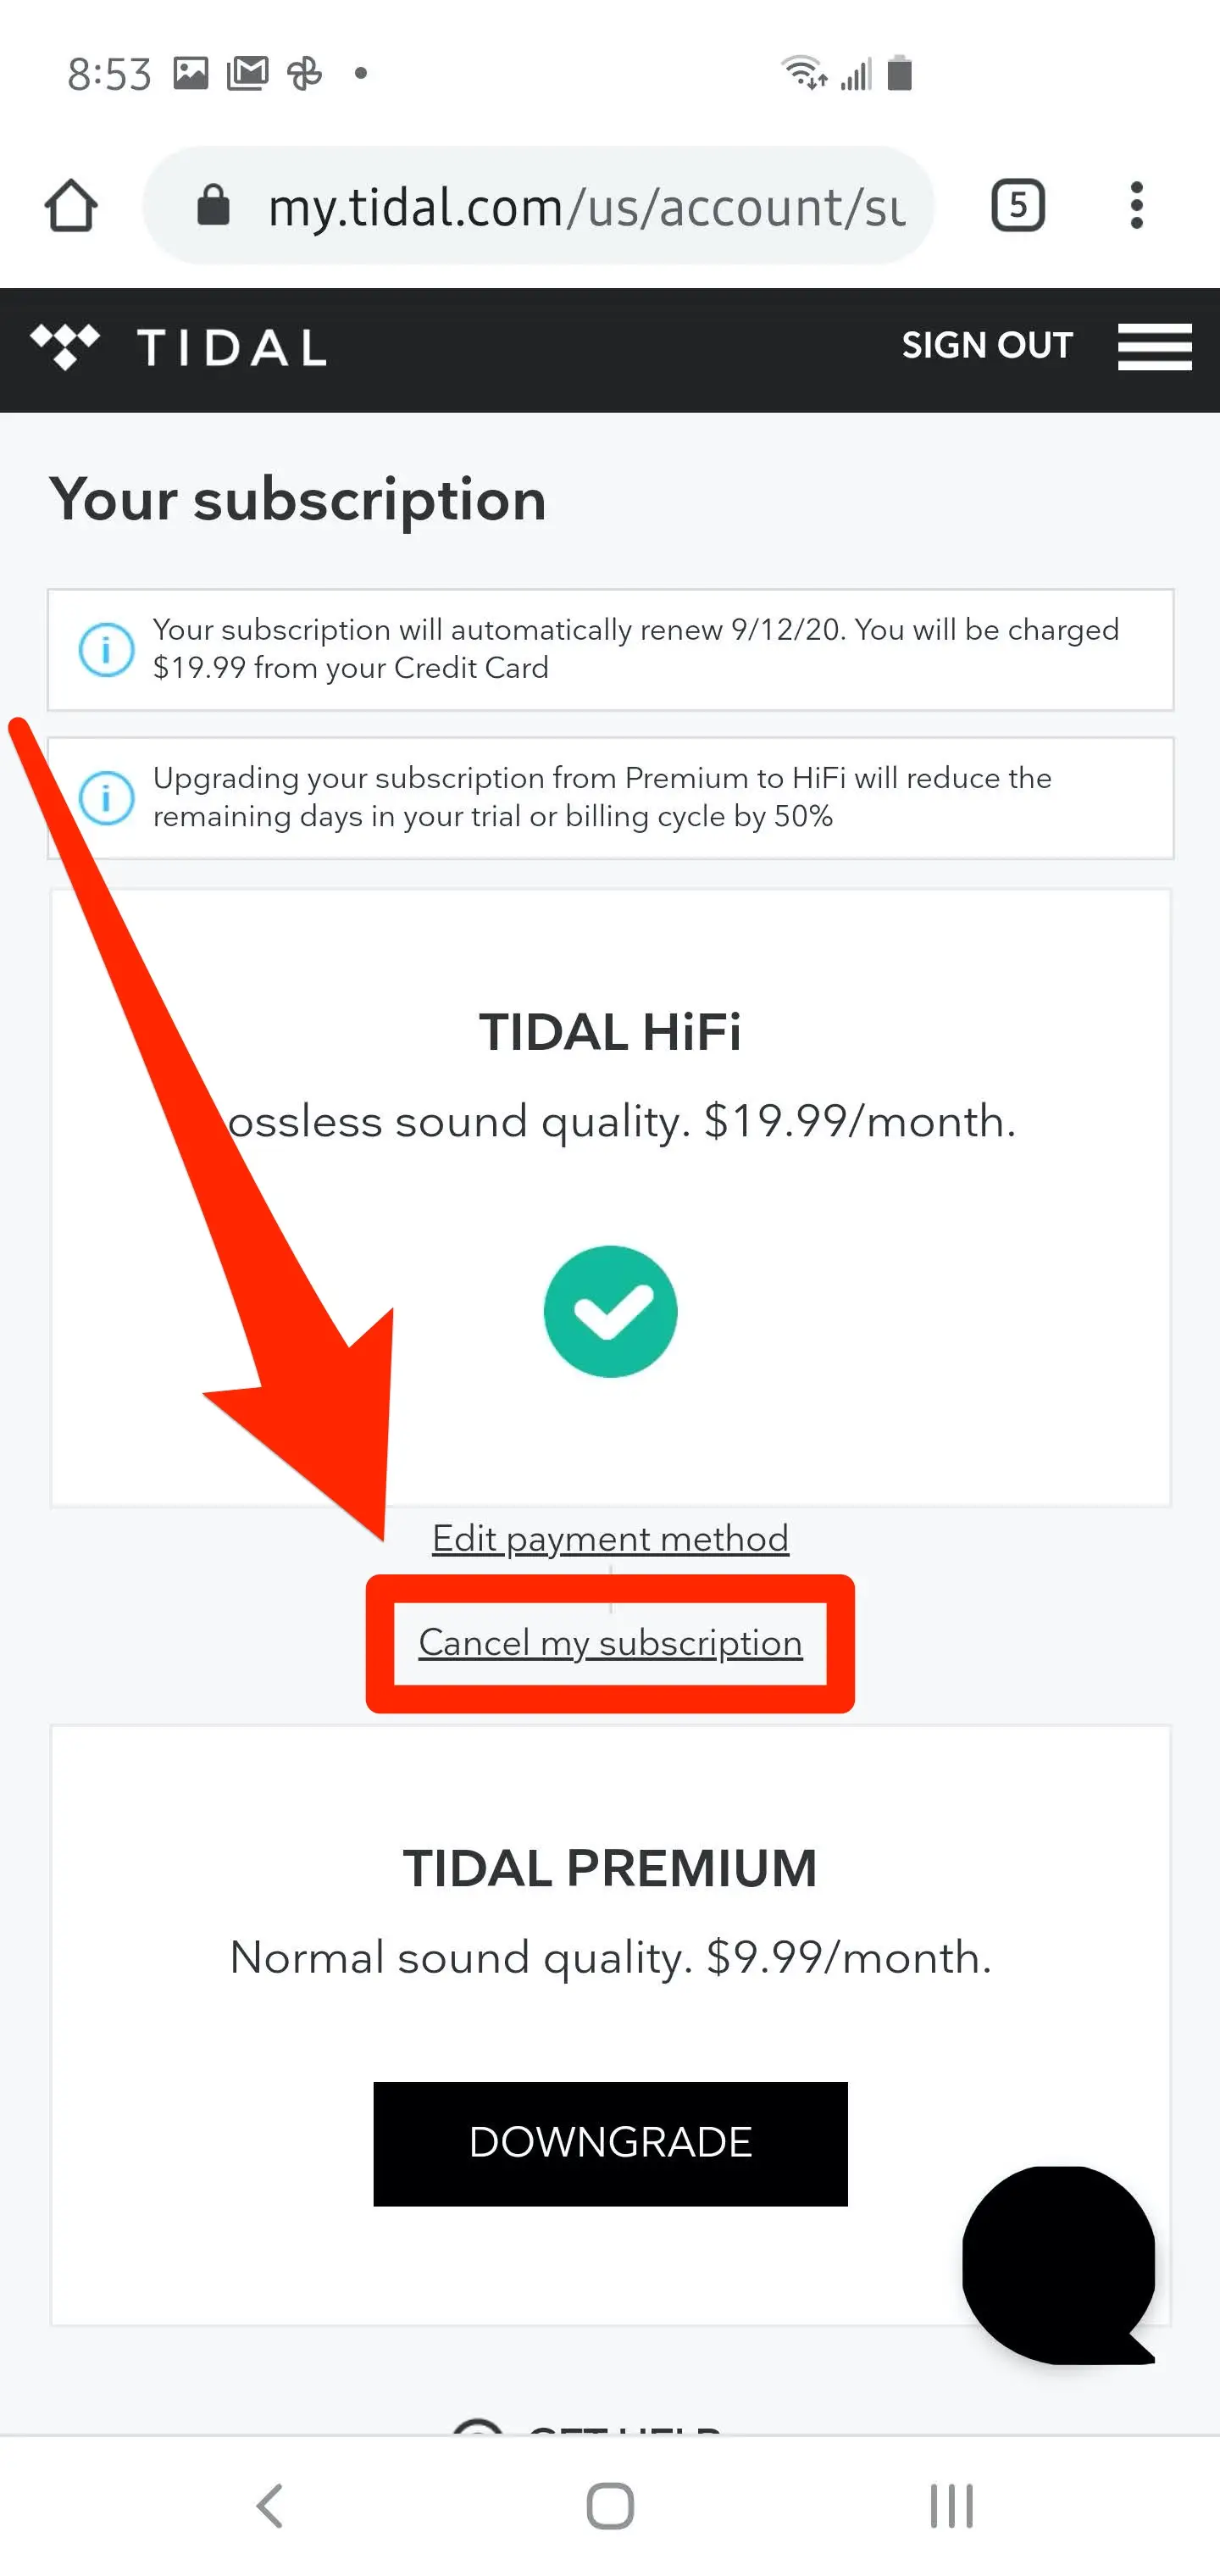 8:53
my.tidal.com/us/account/su
5
TIDAL
SIGN OUT
Your subscription
Your subscription will automatically renew 9/12/20. You will be charged
$19.99 from your Credit Card
Upgrading your subscription from Premium to HiFi will reduce the
remaining days in your trial or billing cycle by 50%
TIDAL HiFi
ossless sound quality. $19.99/month.
Edit payment method
Cancel my subscription
TIDAL PREMIUM
Normal sound quality. $9.99/month.
DOWNGRADE
GET HELP